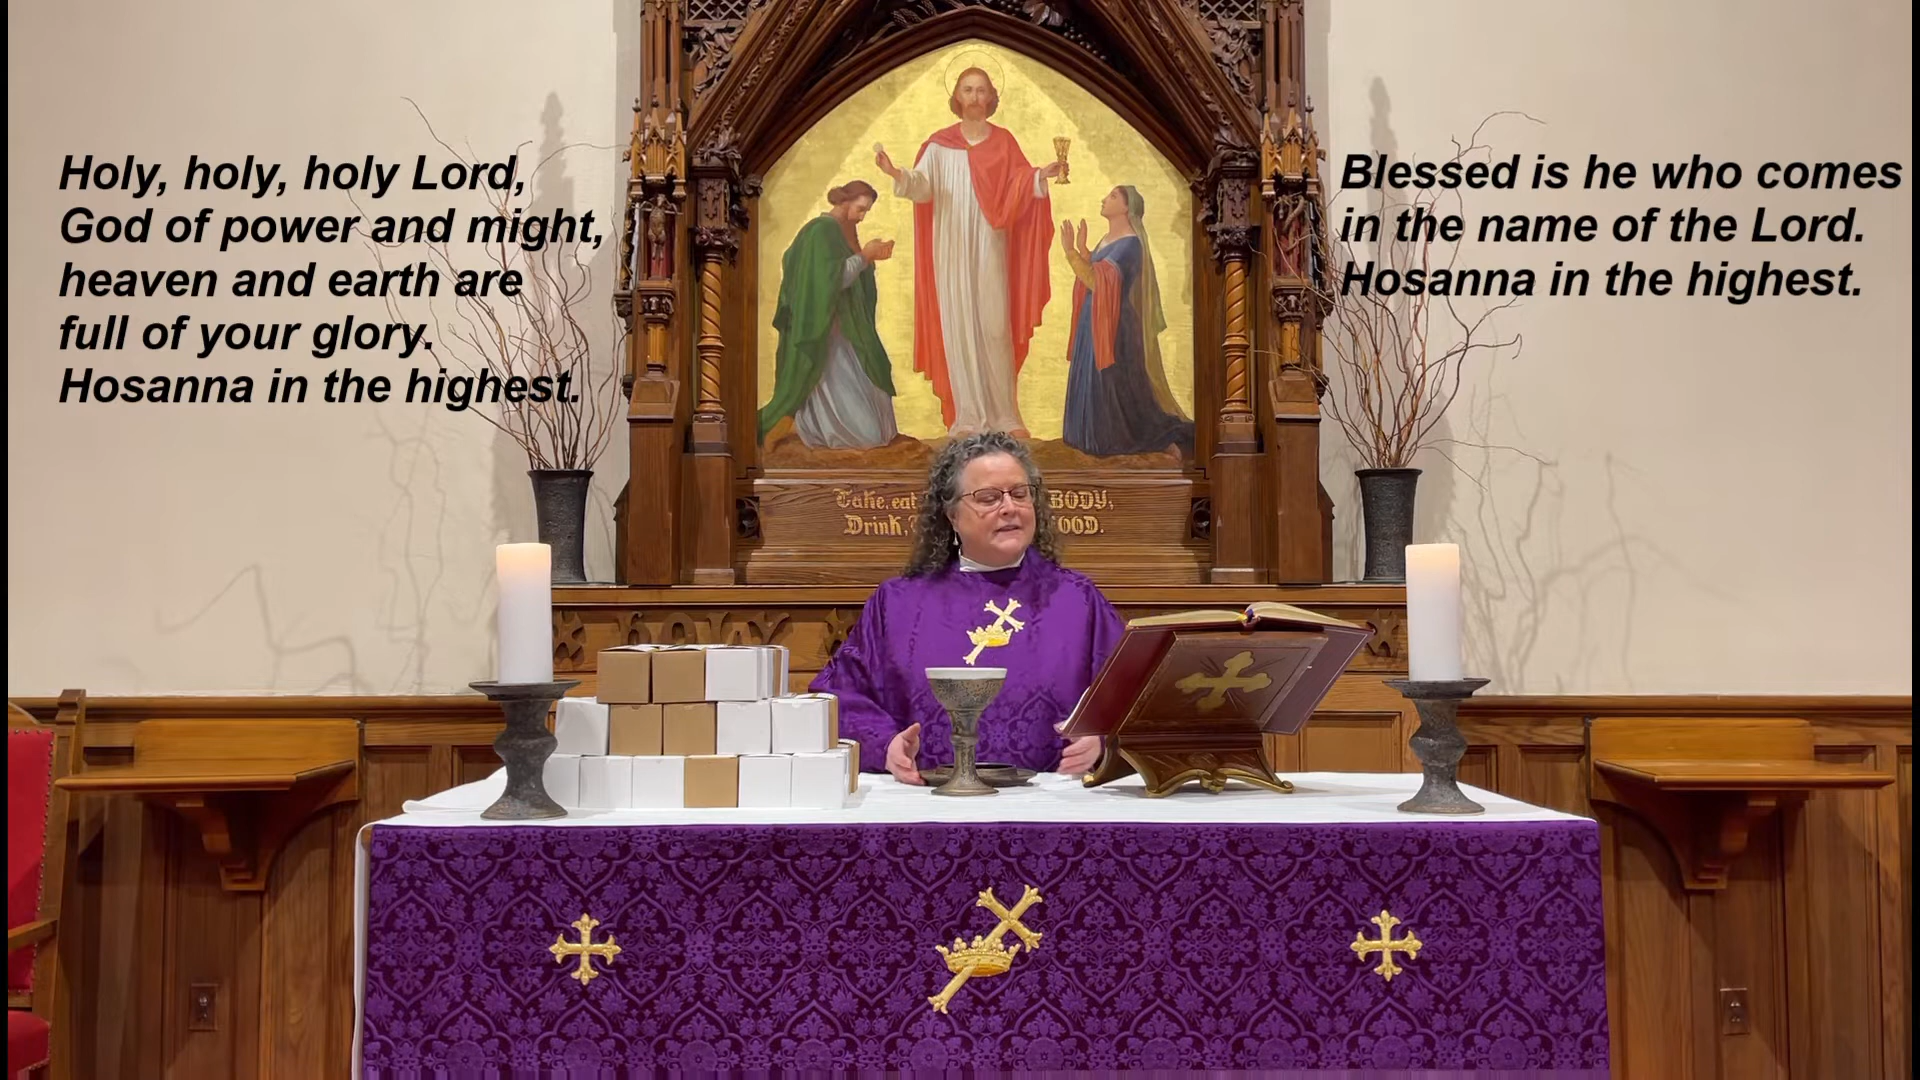 Holy, holy, holy Lord,
God of power and might,
heaven and earth are
full of your glory.
Hosanna in the highest.
Blessed is he who comes
in the name of the Lord.
Hosanna in the highest.
Take, eat BODY,
Drink,
HOLY